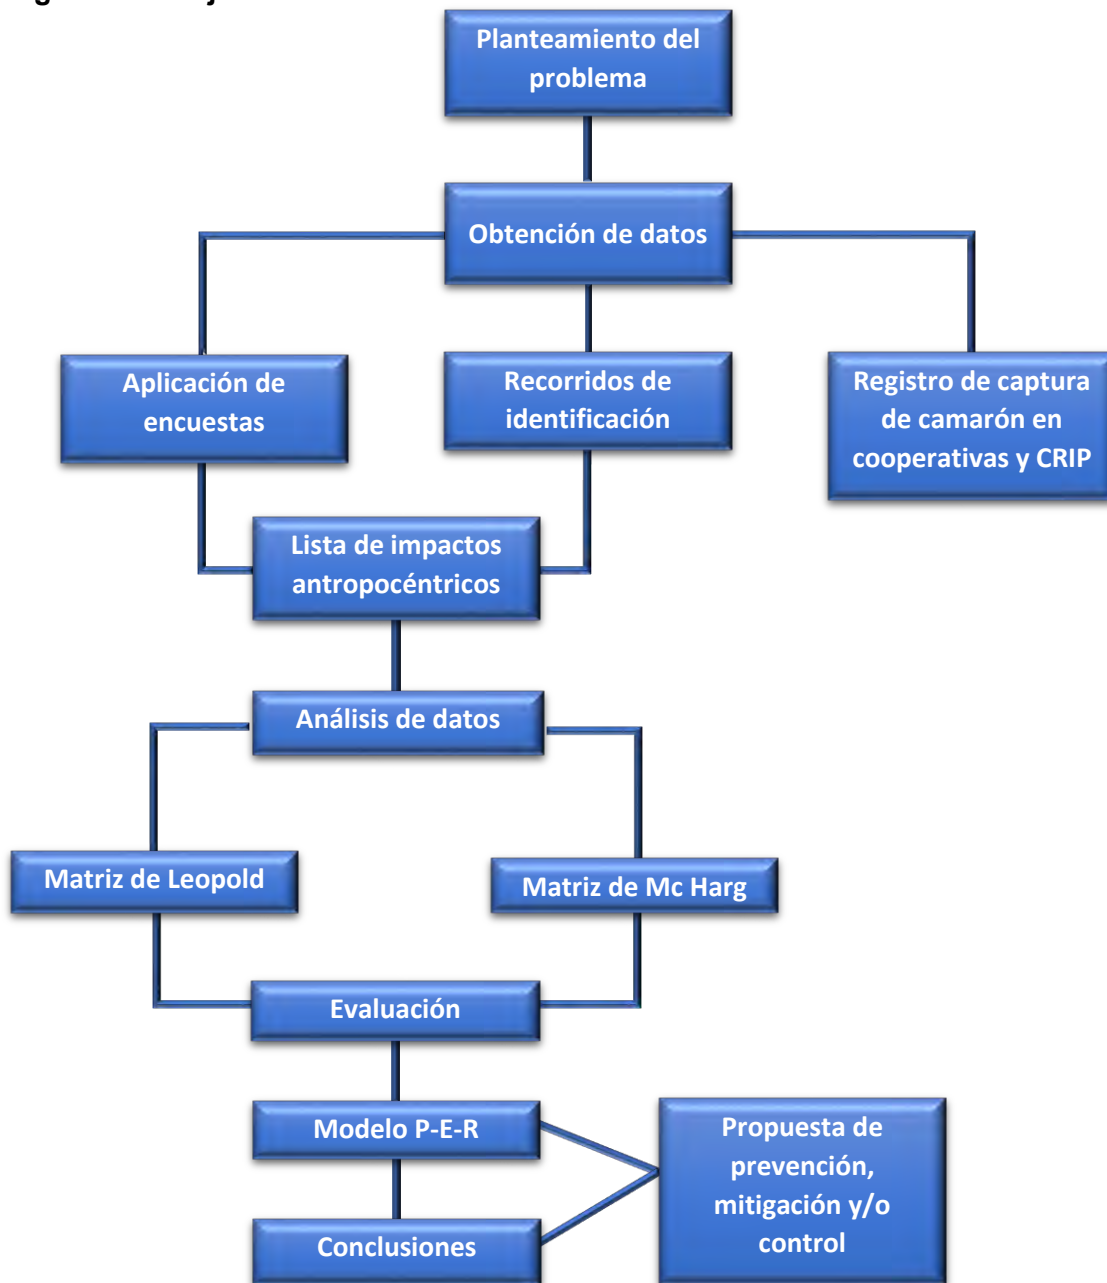 Planteamiento del
problema
Obtención de datos
Aplicación de
encuestas
Recorridos de
identificación
Registro de captura
de camarón en
cooperativas y CRIP
Lista de impactos
antropocéntricos
Análisis de datos
Matriz de Leopold
Matriz de Mc Harg
Evaluación
Modelo P-E-R
Propuesta de
prevención,
mitigación y/o
control
Conclusiones